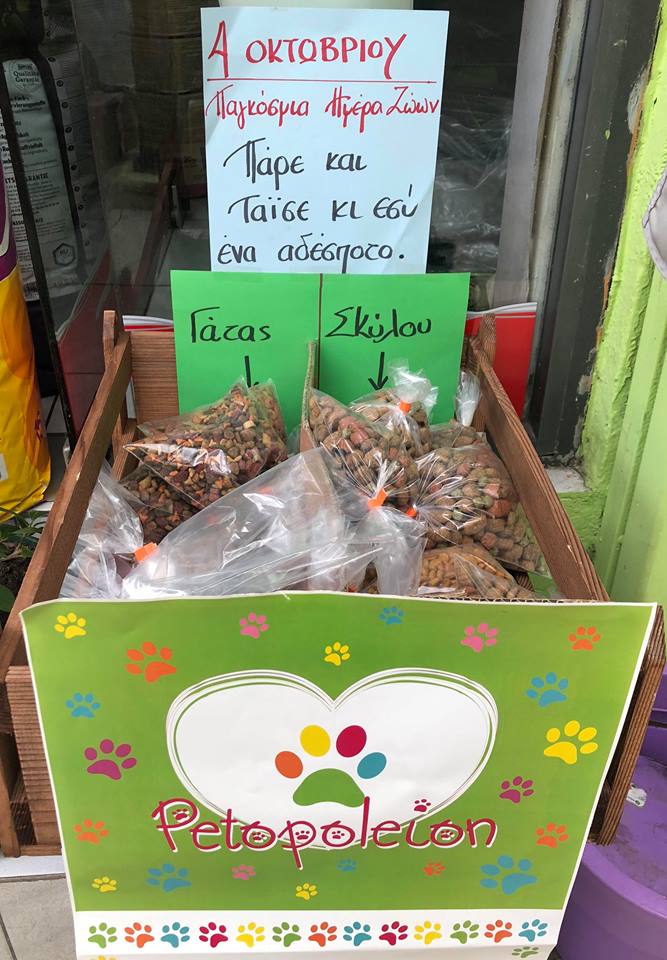 4 ΟΚΤΩΒΡΙΟΥ
Παγκόσμια Ημέρα Ζώων
Πάρε και
Ταΐσε κι εσύ
ένα αδέσποτο.
Γάτας
Σκύλου
Petopoleion